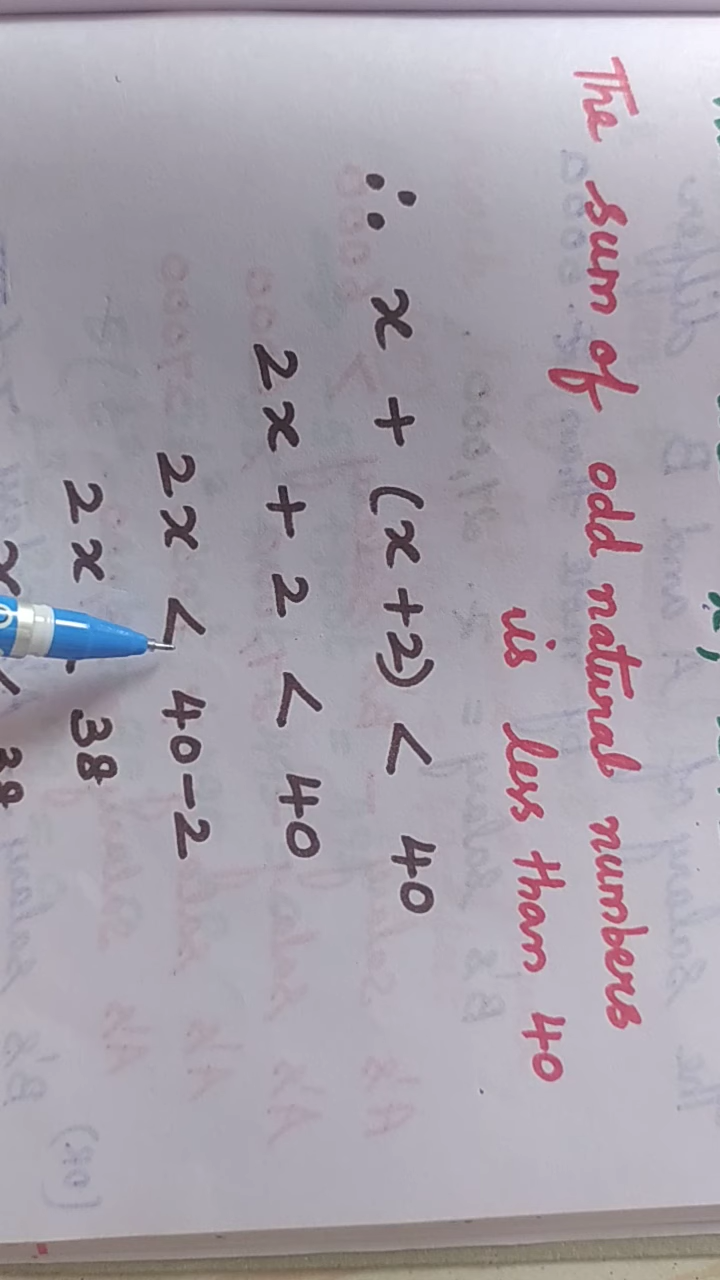 The sum of odd natural numbers
is less than 40
∴ x + (x + 2) < 40
2x + 2 < 40
2x < 40 - 2
2x 38
x < 38